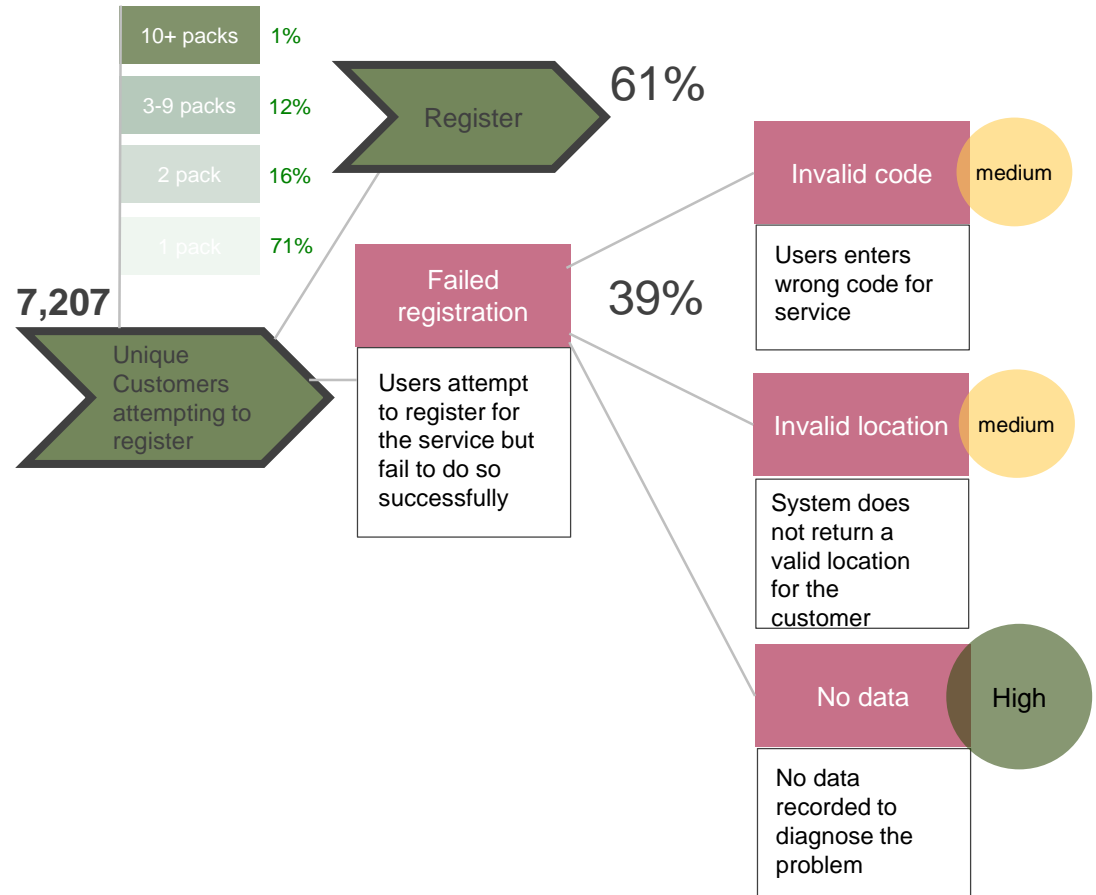 10+ packs
1%
3-9 packs
12%
2 pack
16%
1 pack
71%
7,207
Unique
Customers
attempting to
register
Register
61%
Failed
registration
39%
Users attempt
to register for
the service but
fail to do so
successfully
Invalid code
medium
Users enters
wrong code for
service
Invalid location
medium
System does
not return a
valid location
for the
customer
No data
High
No data
recorded to
diagnose the
problem